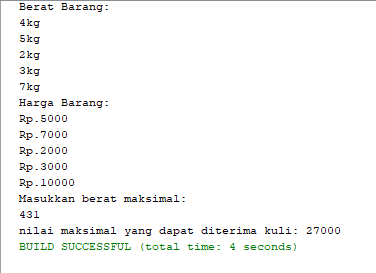 Berat Barang:
4kg
5kg
2kg
3kg
7kg
Harga Barang:
Rp.5000
Rp.7000
Rp.2000
Rp.3000
Rp.10000
Masukkan berat maksimal:
431
nilai maksimal yang dapat diterima kuli: 27000
BUILD SUCCESSFUL (total time: 4 seconds)